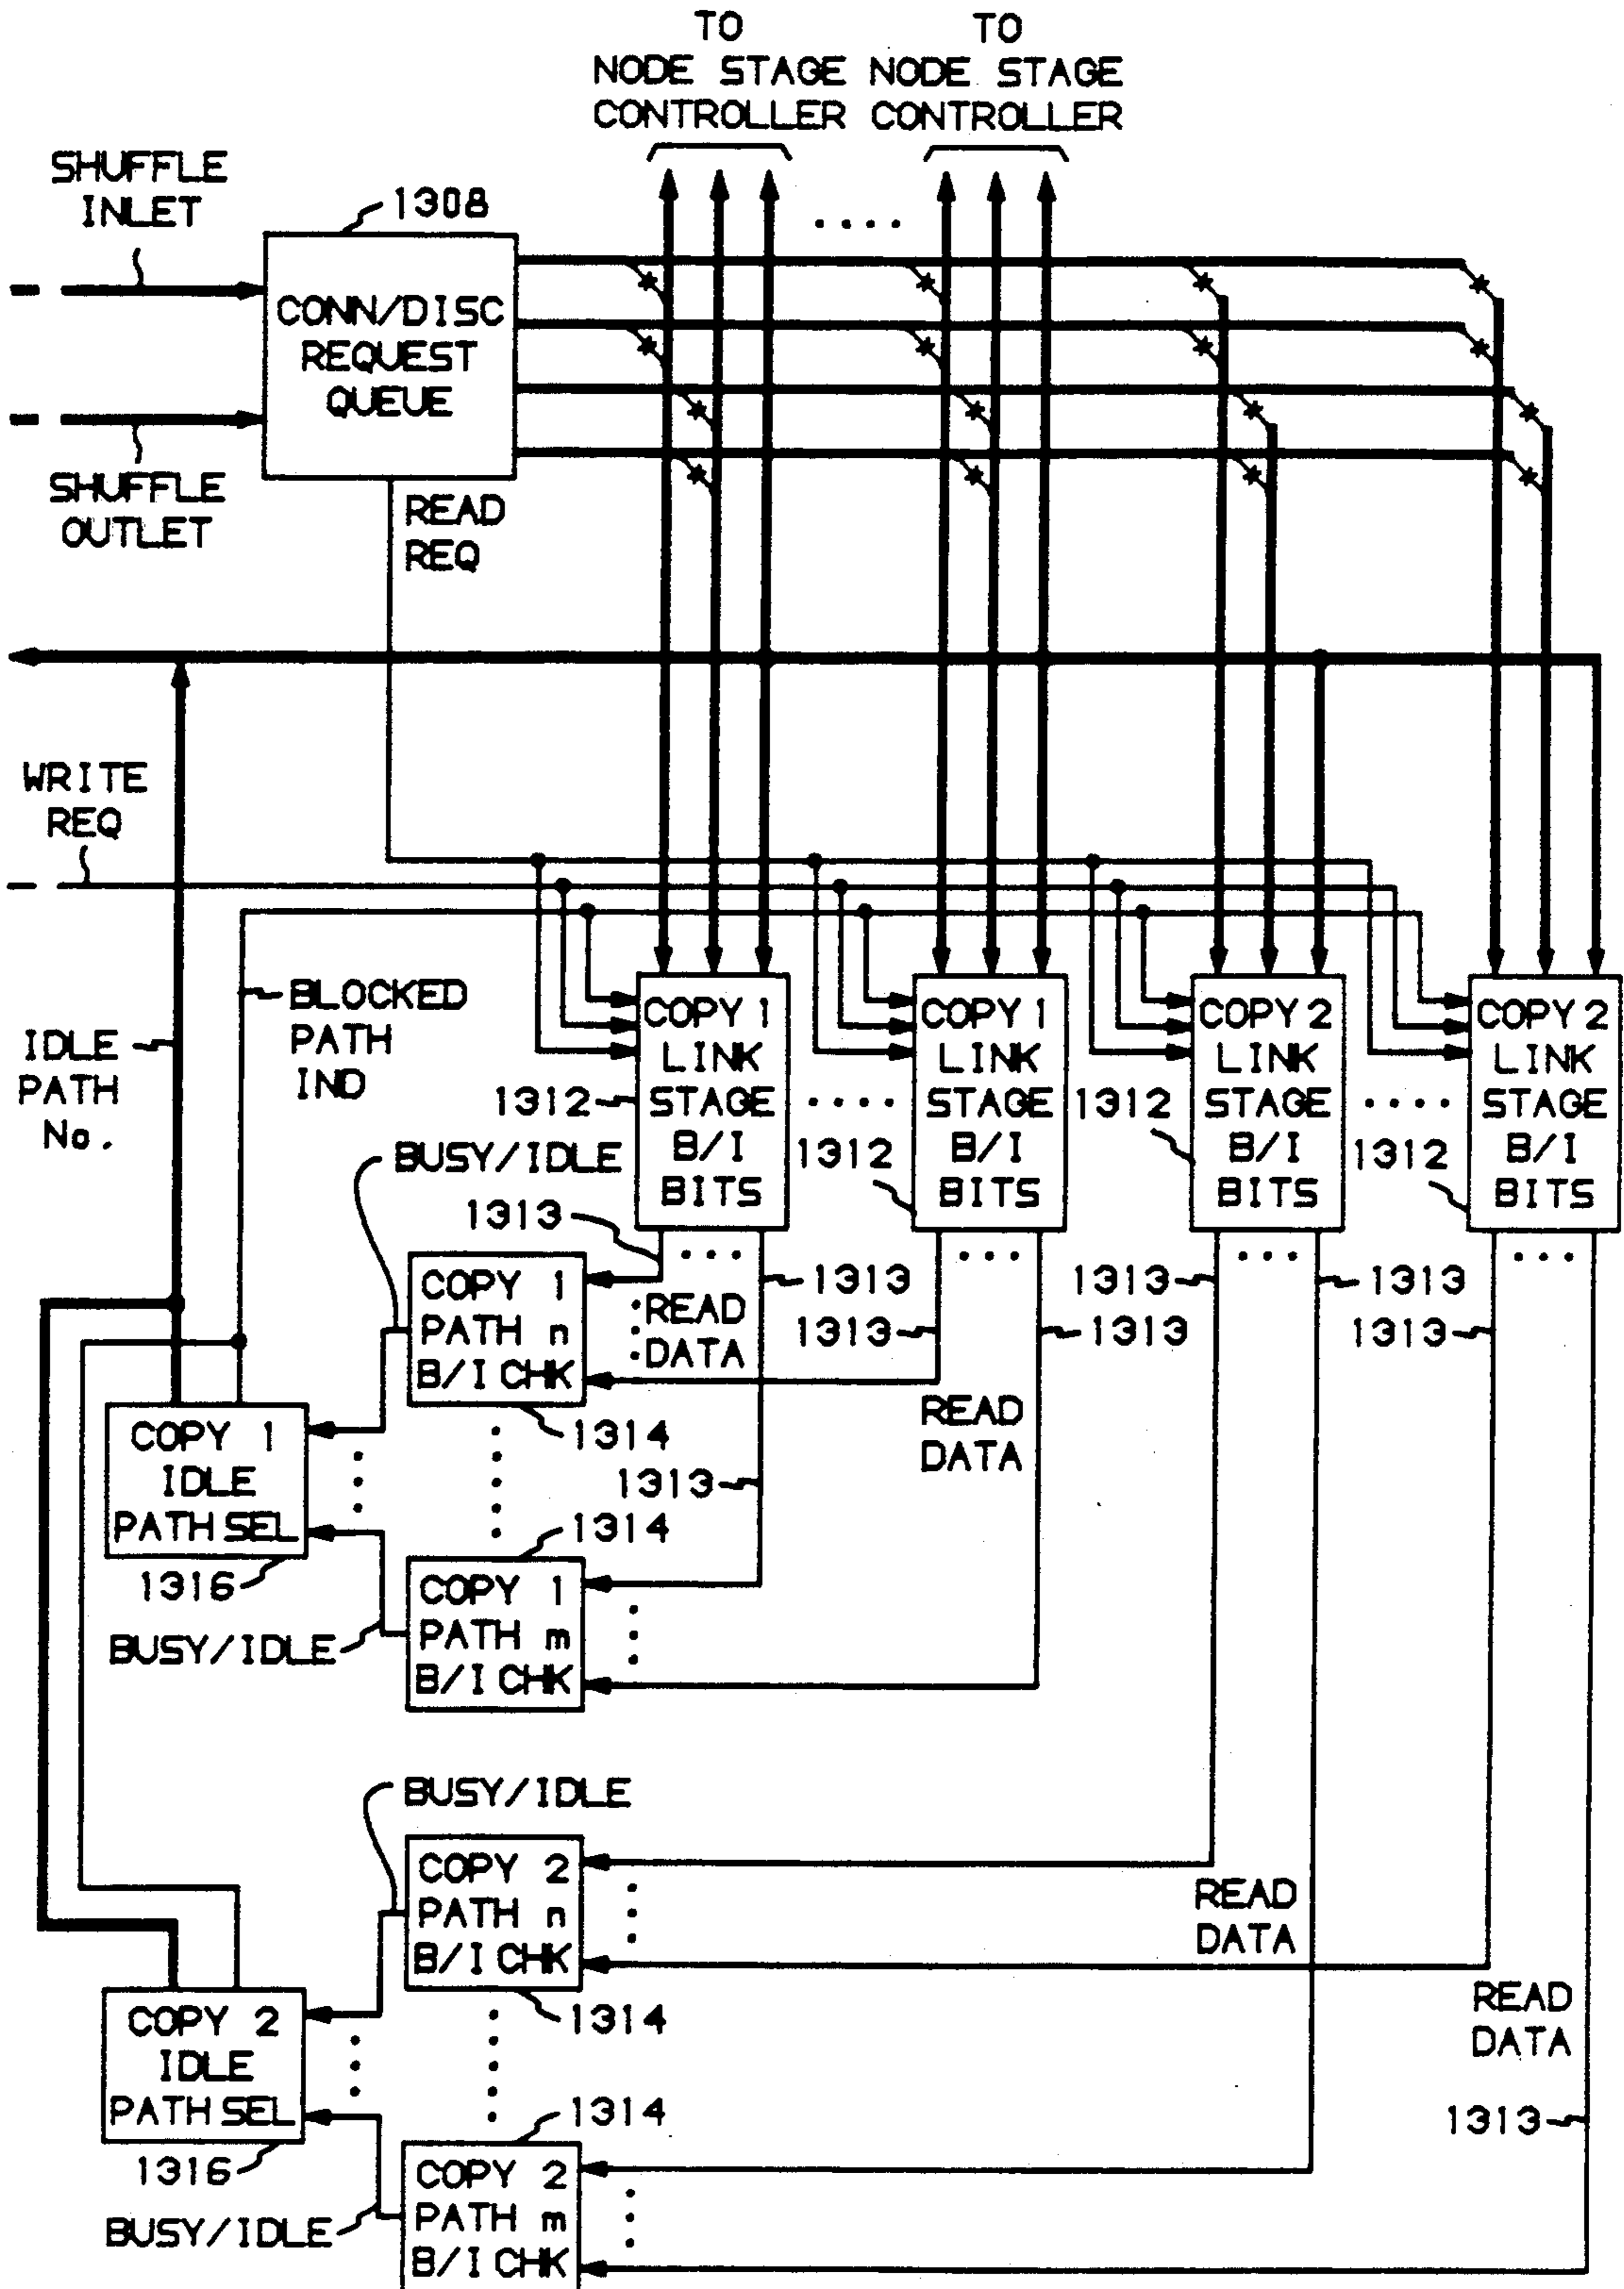 TO
NODE STAGE
CONTROLLER
TO
NODE STAGE
CONTROLLER
SHUFFLE
INLET
1308
CONN/DISC
REQUEST
QUEUE
SHUFFLE
OUTLET
READ
REQ
WRITE
REQ
BLOCKED
PATH
IND
IDLE
PATH
No.
COPY 1
LINK
STAGE
B/I
BITS
1312
COPY 1
LINK
STAGE
B/I
BITS
1312
COPY 2
LINK
STAGE
B/I
BITS
1312
COPY 2
LINK
STAGE
B/I
BITS
1312
BUSY/IDLE
1313
1313
1313
1313
1313
1313
1313
READ
DATA
COPY 1
PATH n
B/I CHK
1314
READ
DATA
1313
COPY 1
IDLE
PATH SEL
1316
1314
COPY 1
PATH m
B/I CHK
BUSY/IDLE
BUSY/IDLE
COPY 2
PATH n
B/I CHK
1314
READ
DATA
READ
DATA
1313
COPY 2
IDLE
PATH SEL
1316
1314
COPY 2
PATH m
B/I CHK
BUSY/IDLE